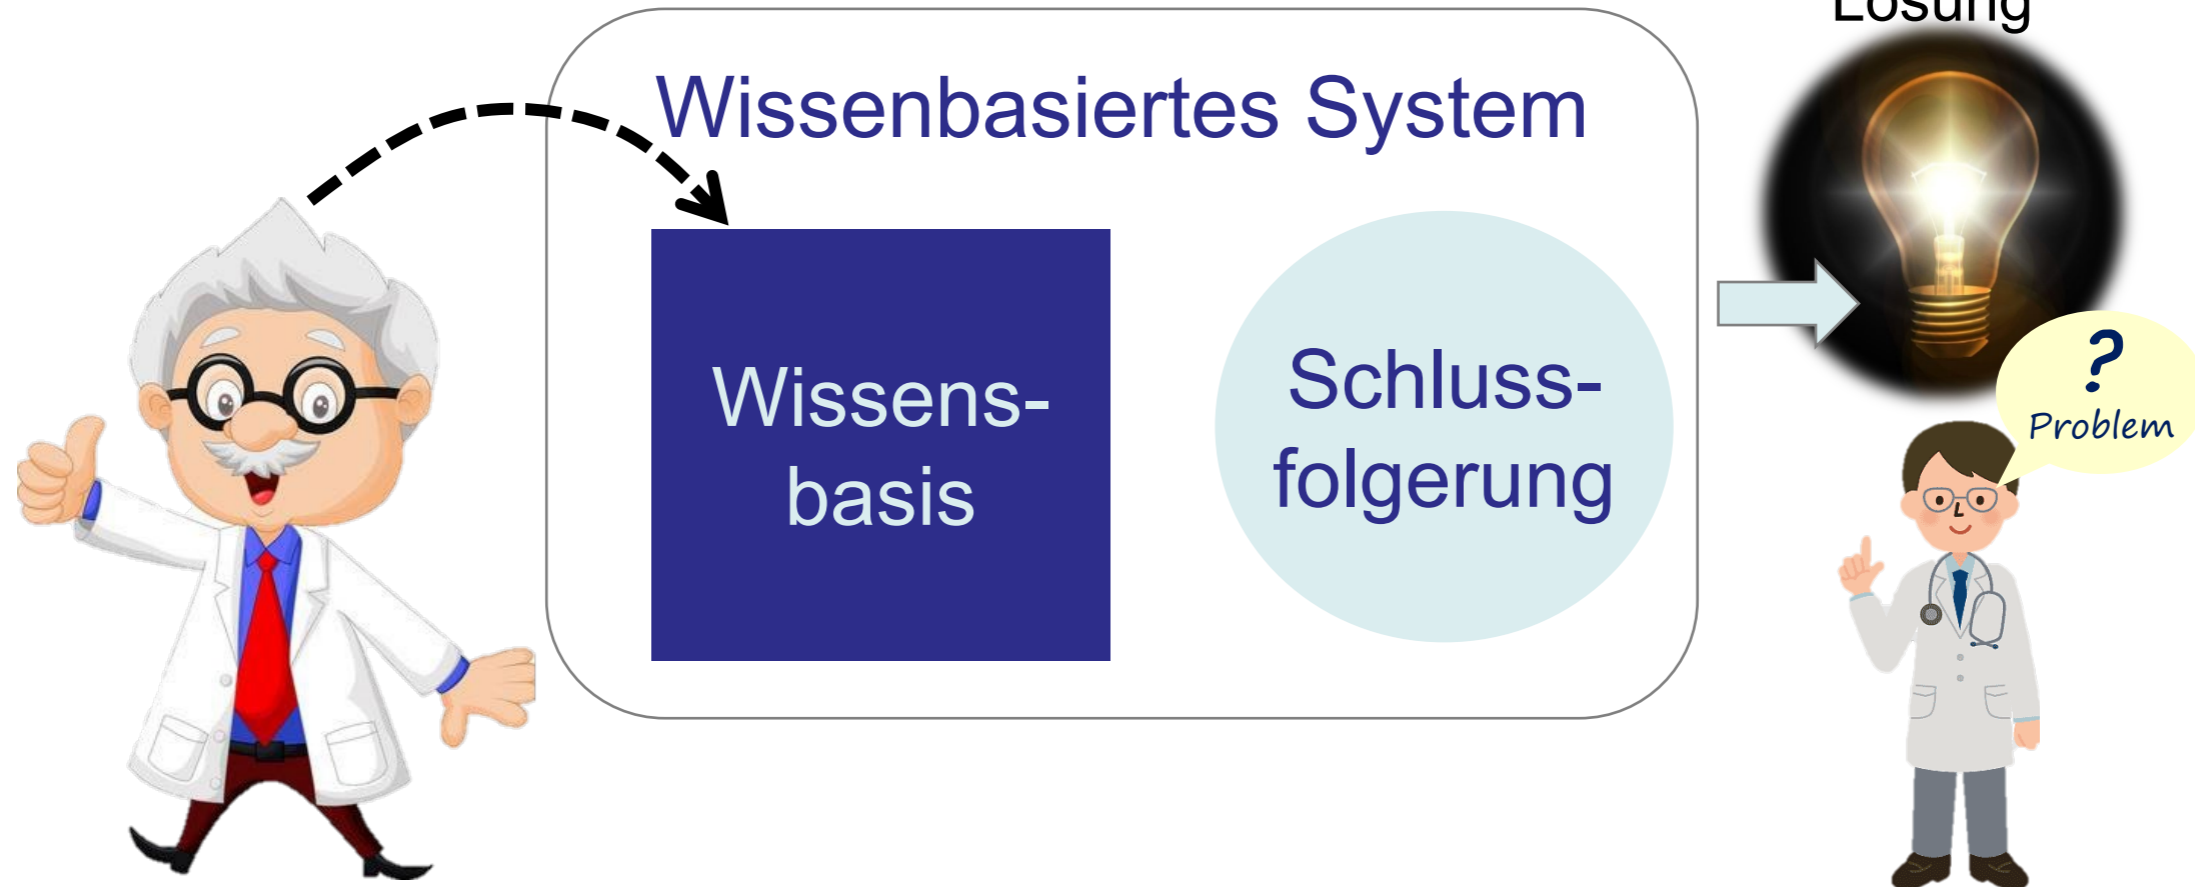 Lösung
Wissenbasiertes System
Wissens-
basis
Schluss-
folgerung
?
Problem